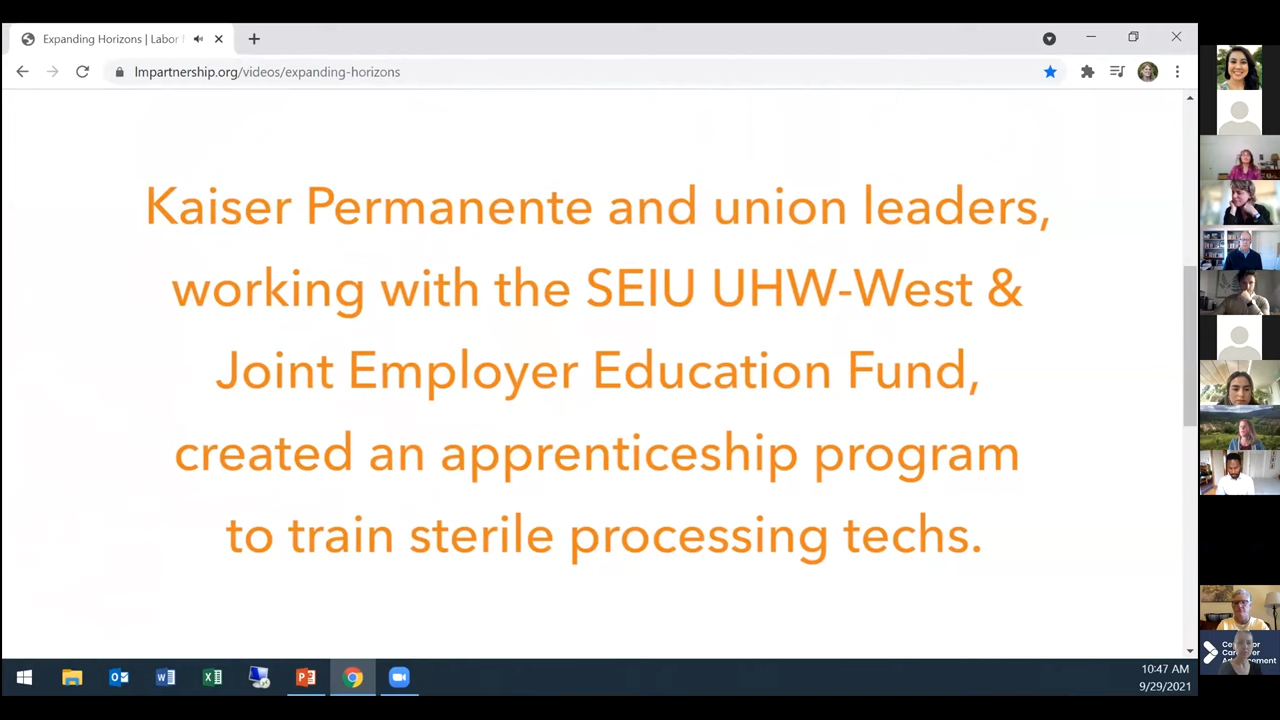 Expanding Horizons | Labor
lmpartnership.org/videos/expanding-horizons
Kaiser Permanente and union leaders,
working with the SEIU UHW-West &
Joint Employer Education Fund,
created an apprenticeship program
to train sterile processing techs.
10:47 AM
9/29/2021